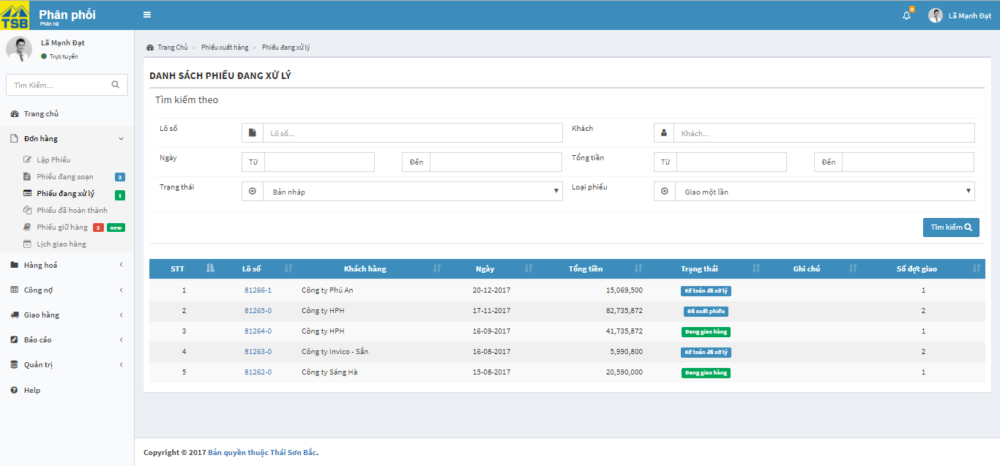 TSB
Phân phối
Phân hệ
9
Lã Mạnh Đạt
Lã Mạnh Đạt
Trực tuyến
Tìm Kiếm...
Trang chủ
Đơn hàng
Lập Phiếu
Phiếu đang soạn 2
Phiếu đang xử lý 1
Phiếu đã hoàn thành
Phiếu giữ hàng 2 new
Lịch giao hàng
Hàng hoá
Công nợ
Giao hàng
Báo cáo
Quản trị
Help
Trang Chủ > Phiếu xuất hàng > Phiếu đang xử lý
DANH SÁCH PHIẾU ĐANG XỬ LÝ
Tìm kiếm theo
Lô số Lô số... Khách Khách...
Ngày Từ Đến Tổng tiền Từ Đến
Trạng thái Bản nháp Loại phiếu Giao một lần
Tìm kiếm
STT Lô số Khách hàng Ngày Tổng tiền Trạng thái Ghi chú Số đợt giao
1 81266-1 Công ty Phú An 20-12-2017 15,069,500 Kế toán đã xử lý 1
2 81265-0 Công ty HPH 17-11-2017 82,735,872 Đã xuất phiếu 2
3 81264-0 Công ty HPH 16-09-2017 41,735,872 Đang giao hàng 1
4 81263-0 Công ty Invico - Sắn 16-08-2017 5,990,800 Kế toán đã xử lý 2
5 81262-0 Công ty Sáng Hà 15-08-2017 20,590,000 Đang giao hàng 1
Copyright © 2017 Bản quyền thuộc Thái Sơn Bắc.